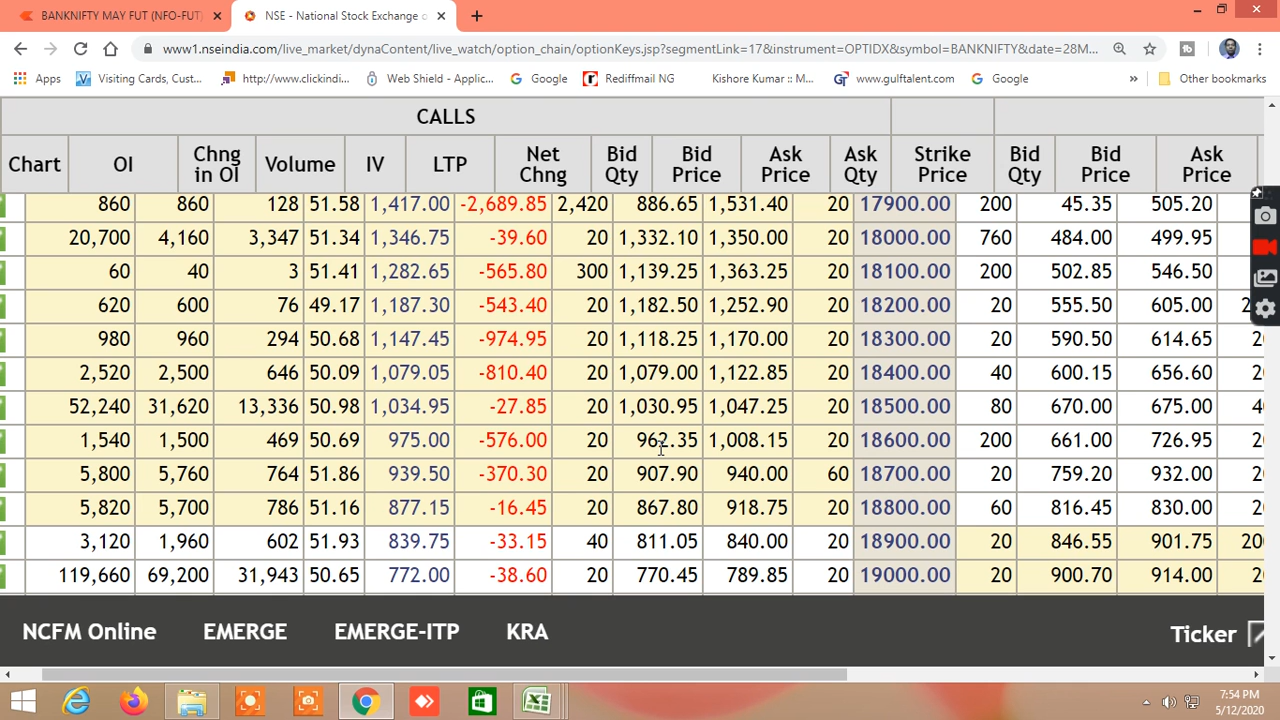 BANKNIFTY MAY FUT (NFO-FUT)
NSE - National Stock Exchange o
www1.nseindia.com/live_market/dynaContent/live_watch/option_chain/optionKeys.jsp?segmentLink=17&instrument=OPTIDX&symbol=BANKNIFTY&date=28M...
Apps Visiting Cards, Cust... http://www.clickindi... Web Shield - Applic... Google Rediffmail NG Kishore Kumar :: M... www.gulftalent.com Google » Other bookmarks
CALLS
Chart OI Chng in OI Volume IV LTP Net Chng Bid Qty Bid Price Ask Price Ask Qty Strike Price Bid Qty Bid Price Ask Price
860 860 128 51.58 1,417.00 -2,689.85 2,420 886.65 1,531.40 20 17900.00 200 45.35 505.20
20,700 4,160 3,347 51.34 1,346.75 -39.60 20 1,332.10 1,350.00 20 18000.00 760 484.00 499.95
60 40 3 51.41 1,282.65 -565.80 300 1,139.25 1,363.25 20 18100.00 200 502.85 546.50
620 600 76 49.17 1,187.30 -543.40 20 1,182.50 1,252.90 20 18200.00 20 555.50 605.00 2
980 960 294 50.68 1,147.45 -974.95 20 1,118.25 1,170.00 20 18300.00 20 590.50 614.65 20
2,520 2,500 646 50.09 1,079.05 -810.40 20 1,079.00 1,122.85 20 18400.00 40 600.15 656.60 20
52,240 31,620 13,336 50.98 1,034.95 -27.85 20 1,030.95 1,047.25 20 18500.00 80 670.00 675.00 40
1,540 1,500 469 50.69 975.00 -576.00 20 962.35 1,008.15 20 18600.00 200 661.00 726.95 20
5,800 5,760 764 51.86 939.50 -370.30 20 907.90 940.00 60 18700.00 20 759.20 932.00 20
5,820 5,700 786 51.16 877.15 -16.45 20 867.80 918.75 20 18800.00 60 816.45 830.00 20
3,120 1,960 602 51.93 839.75 -33.15 40 811.05 840.00 20 18900.00 20 846.55 901.75 20
119,660 69,200 31,943 50.65 772.00 -38.60 20 770.45 789.85 20 19000.00 20 900.70 914.00 20
NCFM Online EMERGE EMERGE-ITP KRA Ticker
7:54 PM
5/12/2020